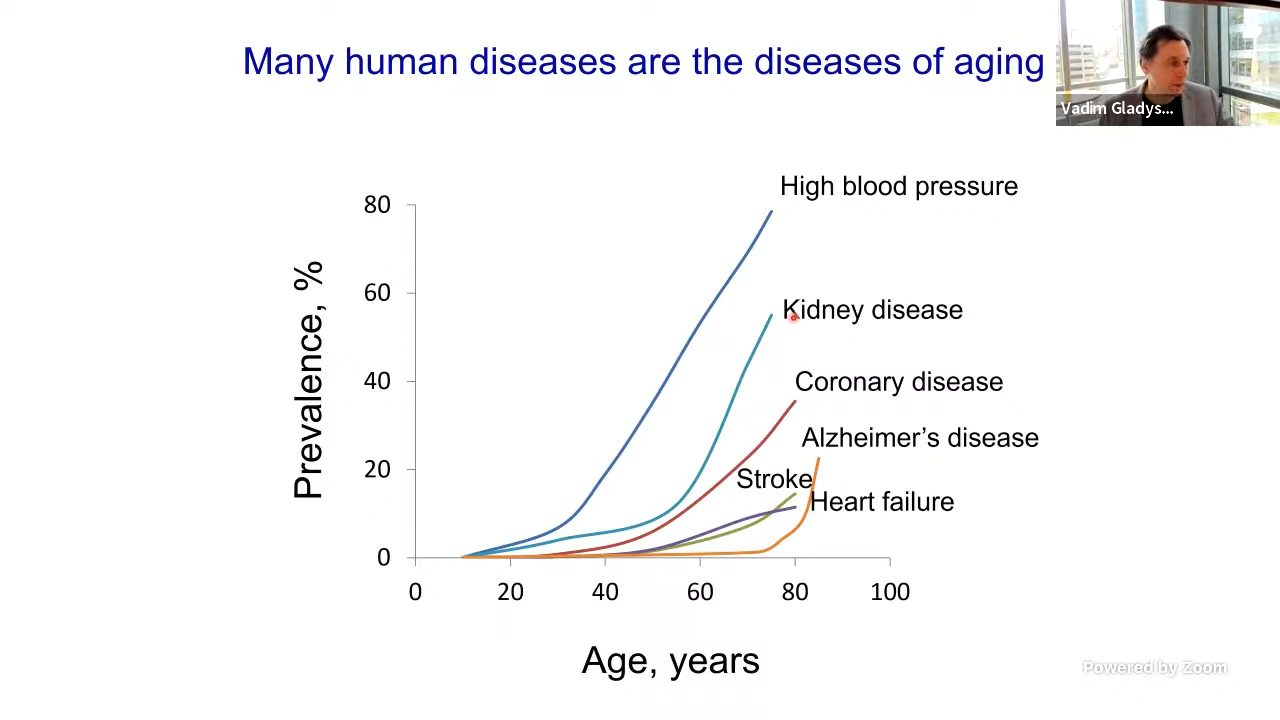 Many human diseases are the diseases of aging
Vadim Gladys...
High blood pressure
80
Prevalence, %
60
Kidney disease
40
Coronary disease
Alzheimer’s disease
20
Stroke
Heart failure
0
0 20 40 60 80 100
Age, years
Powered by Zoom